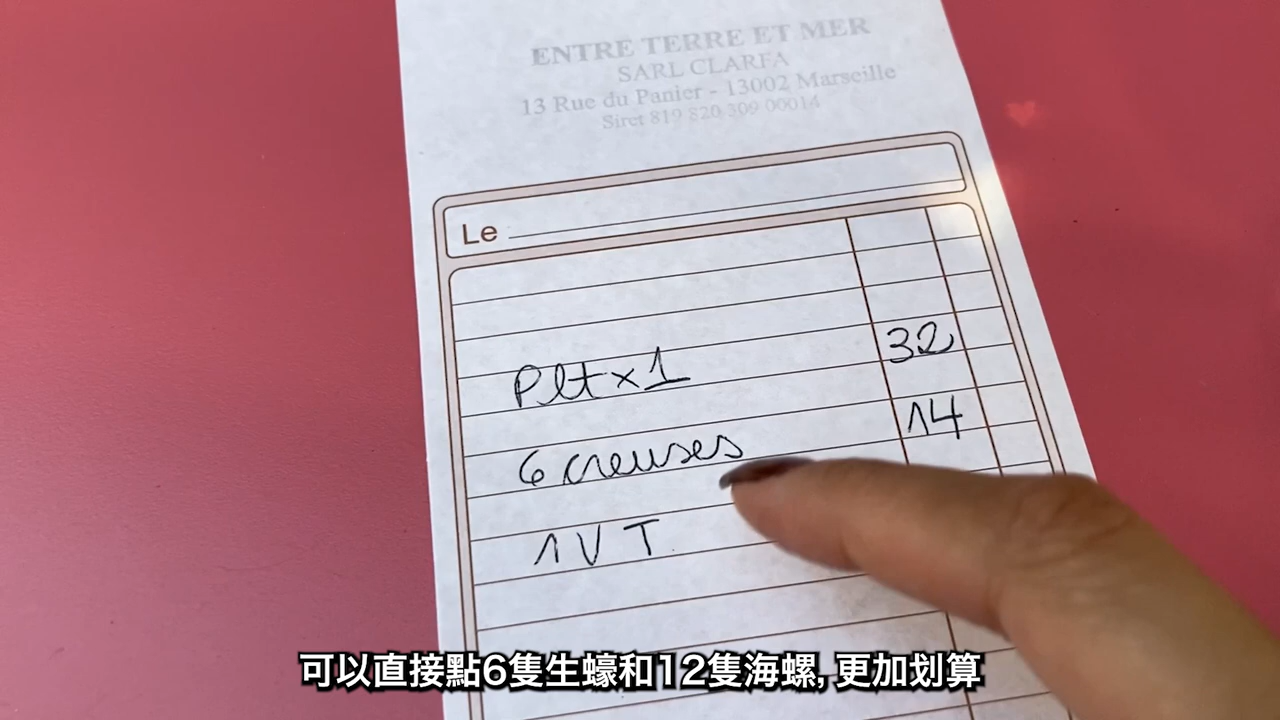 ENTRE TERRE ET MER
SARL CLARFA
13 Rue du Panier - 13002 Marseille
Siret 819 820 309 00014
Le
Plt x 1 32
6 creuses 14
1 V T
可以直接點6隻生蠔和12隻海螺, 更加划算